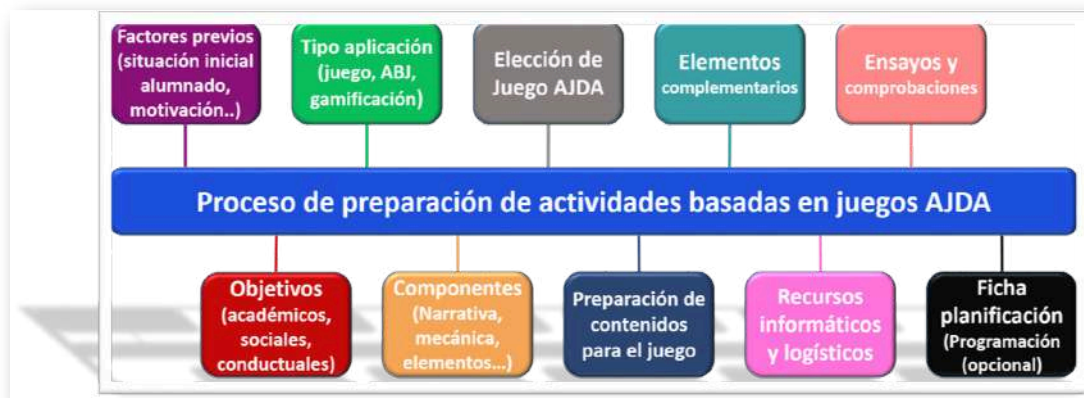 Factores previos
(situación inicial
alumnado,
motivación..)
Tipo aplicación
(juego, ABJ,
gamificación)
Elección de
Juego AJDA
Elementos
complementarios
Ensayos y
comprobaciones
Proceso de preparación de actividades basadas en juegos AJDA
Objetivos
(académicos,
sociales,
conductuales)
Componentes
(Narrativa,
mecánica,
elementos...)
Preparación de
contenidos
para el juego
Recursos
informáticos
y logísticos
Ficha
planificación
(Programación
(opcional)